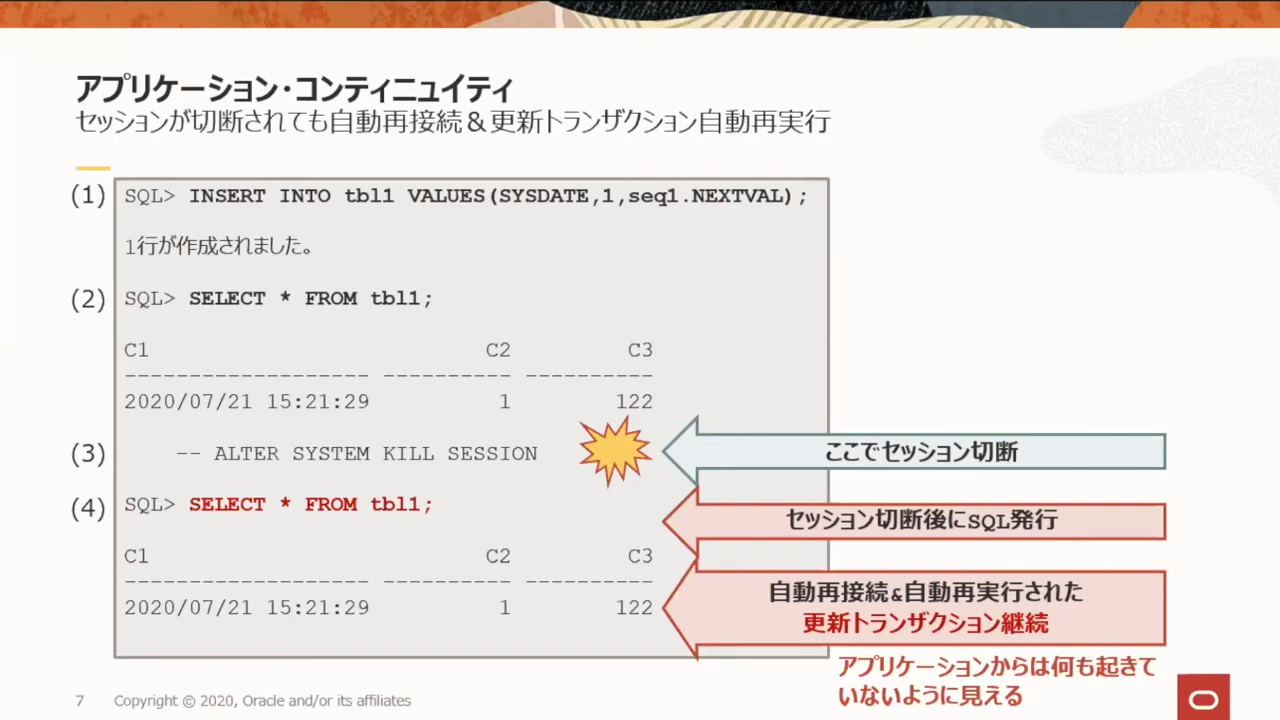 アプリケーション・コンティニュイティ
セッションが切断されても自動再接続＆更新トランザクション自動再実行
(1) SQL> INSERT INTO tbl1 VALUES(SYSDATE,1,seq1.NEXTVAL);
1行が作成されました。
(2) SQL> SELECT * FROM tbl1;
C1 C2 C3
------------------- ---------- ----------
2020/07/21 15:21:29 1 122
(3) -- ALTER SYSTEM KILL SESSION
ここでセッション切断
(4) SQL> SELECT * FROM tbl1;
セッション切断後にSQL発行
C1 C2 C3
------------------- ---------- ----------
2020/07/21 15:21:29 1 122
自動再接続&自動再実行された
更新トランザクション継続
アプリケーションからは何も起きて
いないように見える
7 Copyright © 2020, Oracle and/or its affiliates